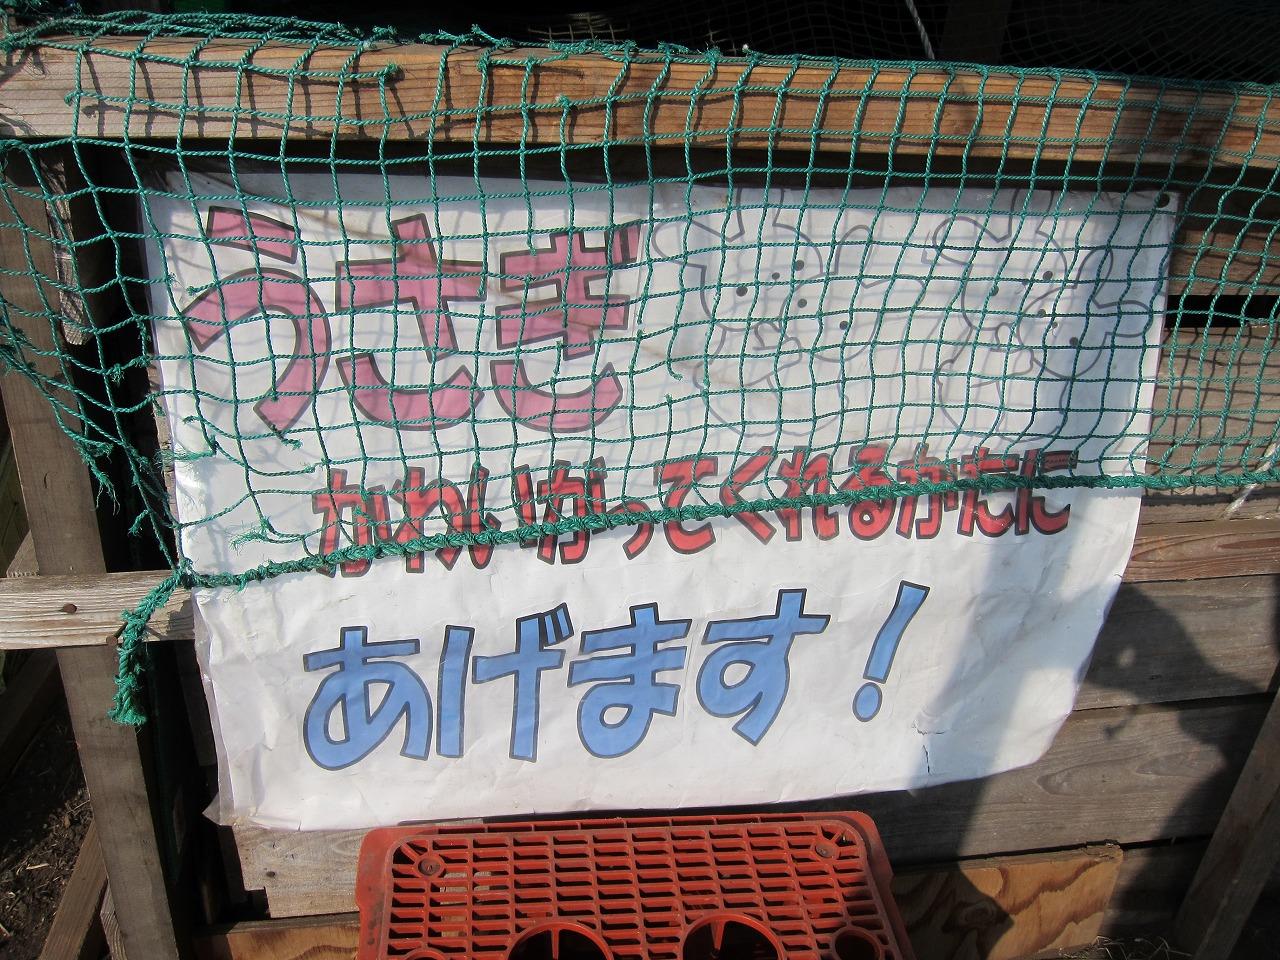 うさぎ
かわいがってくれるかたに
あげます！